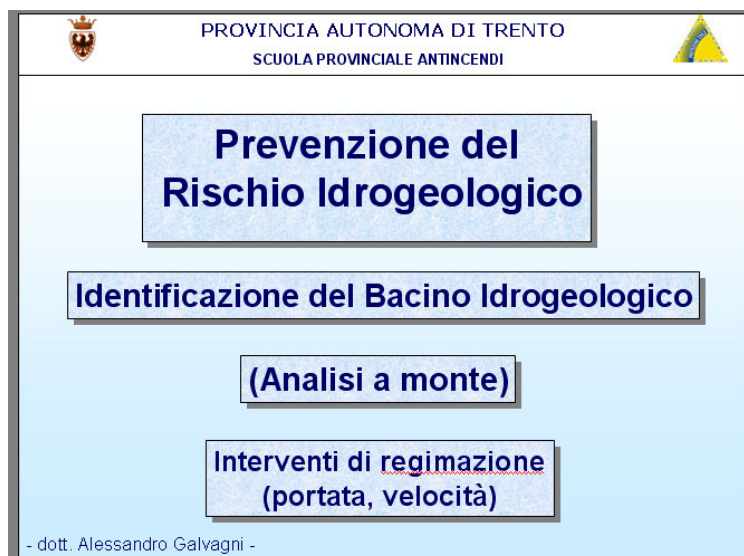 PROVINCIA AUTONOMA DI TRENTO
SCUOLA PROVINCIALE ANTINCENDI
Prevenzione del
Rischio Idrogeologico
Identificazione del Bacino Idrogeologico
(Analisi a monte)
Interventi di regimazione
(portata, velocità)
- dott. Alessandro Galvagni -